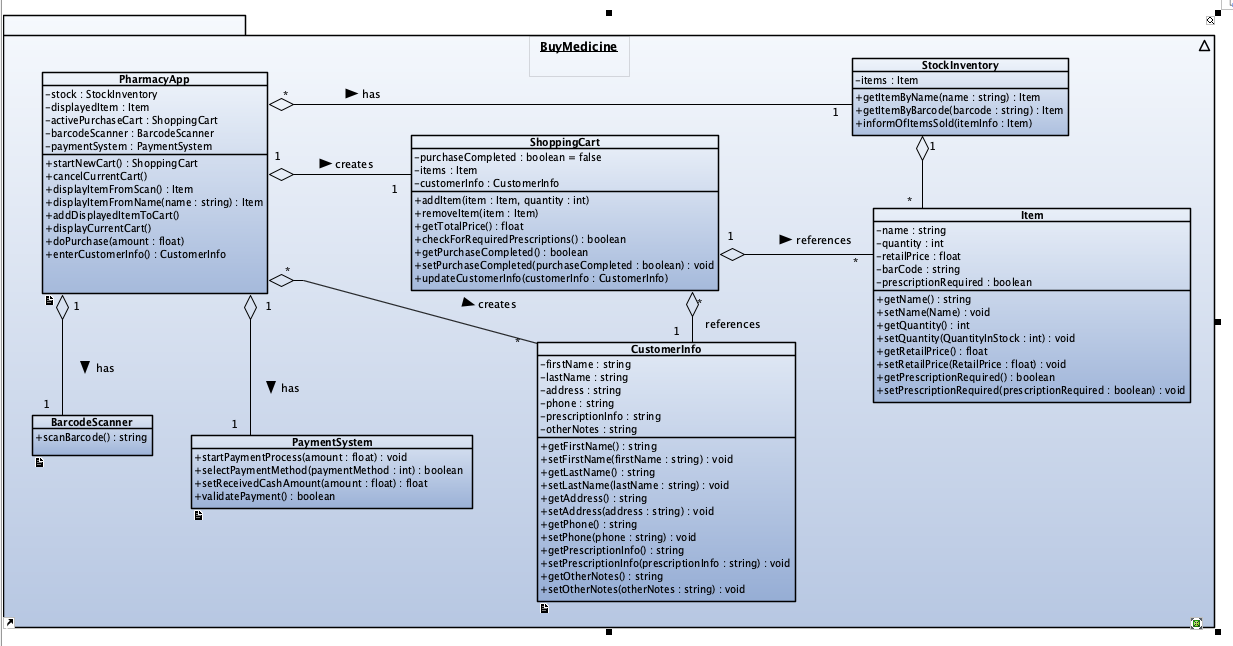 BuyMedicine
PharmacyApp
-stock : StockInventory
-displayedItem : Item
-activePurchaseCart : ShoppingCart
-barcodeScanner : BarcodeScanner
-paymentSystem : PaymentSystem
+startNewCart() : ShoppingCart
+cancelCurrentCart()
+displayItemFromScan() : Item
+displayItemFromName(name : string) : Item
+addDisplayedItemToCart()
+displayCurrentCart()
+doPurchase(amount : float)
+enterCustomerInfo() : CustomerInfo
*
has
1
StockInventory
-items : Item
+getItemByName(name : string) : Item
+getItemByBarcode(barcode : string) : Item
+informOfItemsSold(itemInfo : Item)
1
creates
1
ShoppingCart
-purchaseCompleted : boolean = false
-items : Item
-customerInfo : CustomerInfo
+addItem(item : Item, quantity : int)
+removeItem(item : Item)
+getTotalPrice() : float
+checkForRequiredPrescriptions() : boolean
+getPurchaseCompleted() : boolean
+setPurchaseCompleted(purchaseCompleted : boolean) : void
+updateCustomerInfo(customerInfo : CustomerInfo)
1
*
1
references
*
Item
-name : string
-quantity : int
-retailPrice : float
-barCode : string
-prescriptionRequired : boolean
+getName() : string
+setName(Name) : void
+getQuantity() : int
+setQuantity(QuantityInStock : int) : void
+getRetailPrice() : float
+setRetailPrice(RetailPrice : float) : void
+getPrescriptionRequired() : boolean
+setPrescriptionRequired(prescriptionRequired : boolean) : void
*
creates
*
*
references
1
1
has
1
1
has
1
BarcodeScanner
+scanBarcode() : string
PaymentSystem
+startPaymentProcess(amount : float) : void
+selectPaymentMethod(paymentMethod : int) : boolean
+setReceivedCashAmount(amount : float) : float
+validatePayment() : boolean
CustomerInfo
-firstName : string
-lastName : string
-address : string
-phone : string
-prescriptionInfo : string
-otherNotes : string
+getFirstName() : string
+setFirstName(firstName : string) : void
+getLastName() : string
+setLastName(lastName : string) : void
+getAddress() : string
+setAddress(address : string) : void
+getPhone() : string
+setPhone(phone : string) : void
+getPrescriptionInfo() : string
+setPrescriptionInfo(prescriptionInfo : string) : void
+getOtherNotes() : string
+setOtherNotes(otherNotes : string) : void